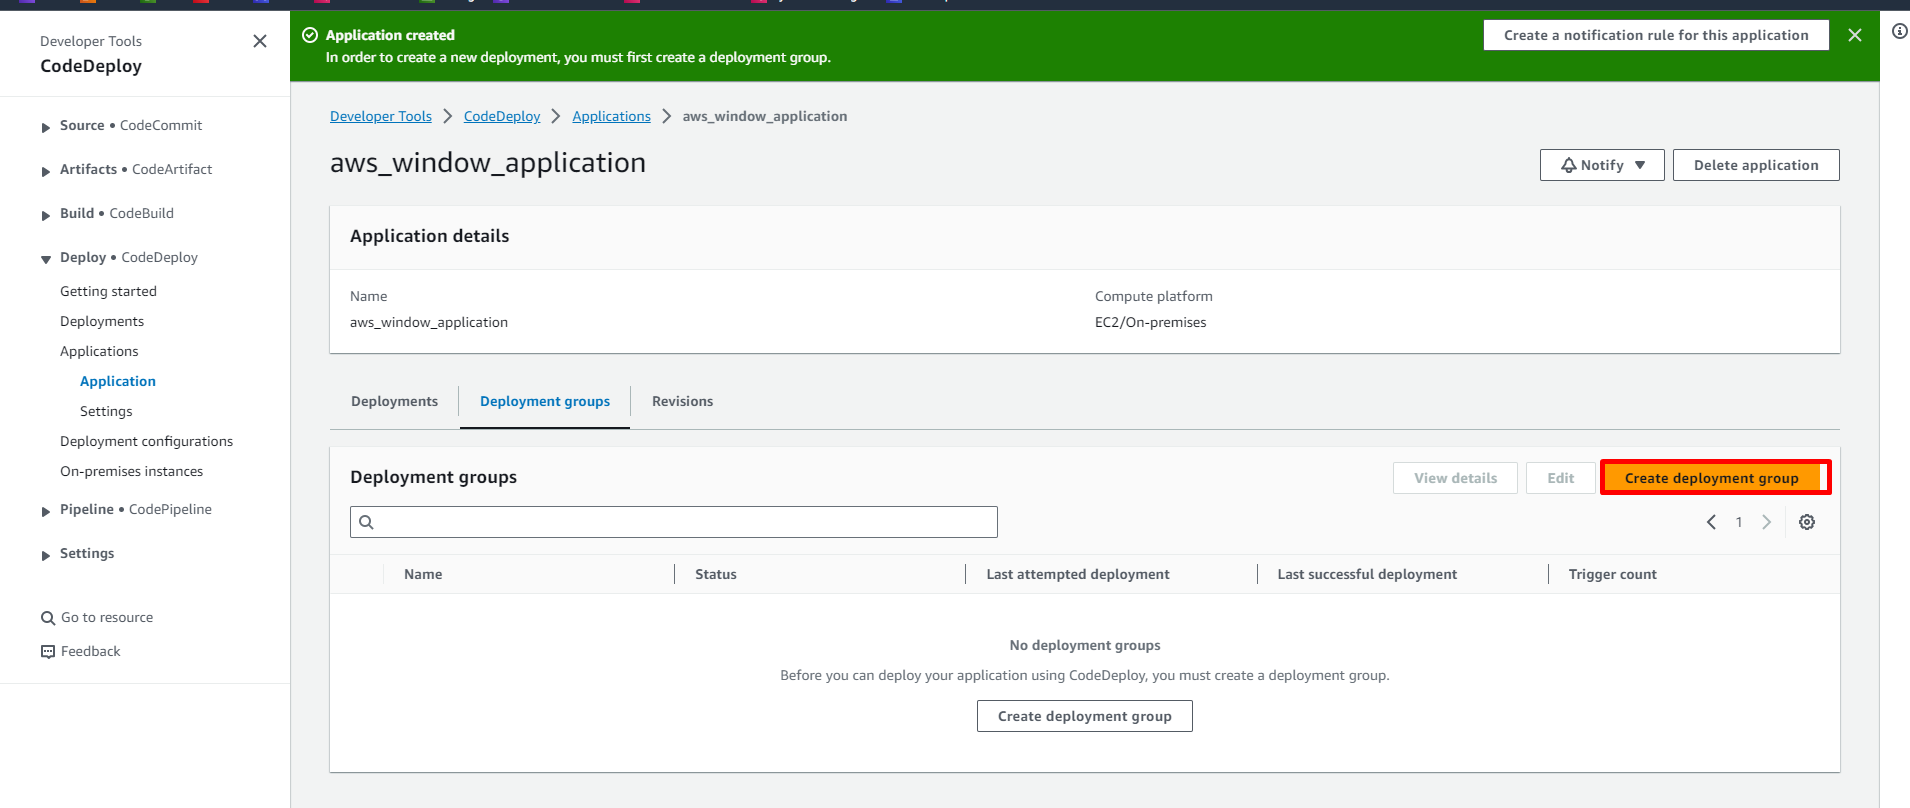 Developer Tools
CodeDeploy
Source • CodeCommit
Artifacts • CodeArtifact
Build • CodeBuild
Deploy • CodeDeploy
Getting started
Deployments
Applications
Application
Settings
Deployment configurations
On-premises instances
Pipeline • CodePipeline
Settings
Go to resource
Feedback
Application created
In order to create a new deployment, you must first create a deployment group.
Create a notification rule for this application
Developer Tools
CodeDeploy
Applications
aws_window_application
aws_window_application
Notify
Delete application
Application details
Name
aws_window_application
Compute platform
EC2/On-premises
Deployments
Deployment groups
Revisions
Deployment groups
View details
Edit
Create deployment group
1
Name
Status
Last attempted deployment
Last successful deployment
Trigger count
No deployment groups
Before you can deploy your application using CodeDeploy, you must create a deployment group.
Create deployment group